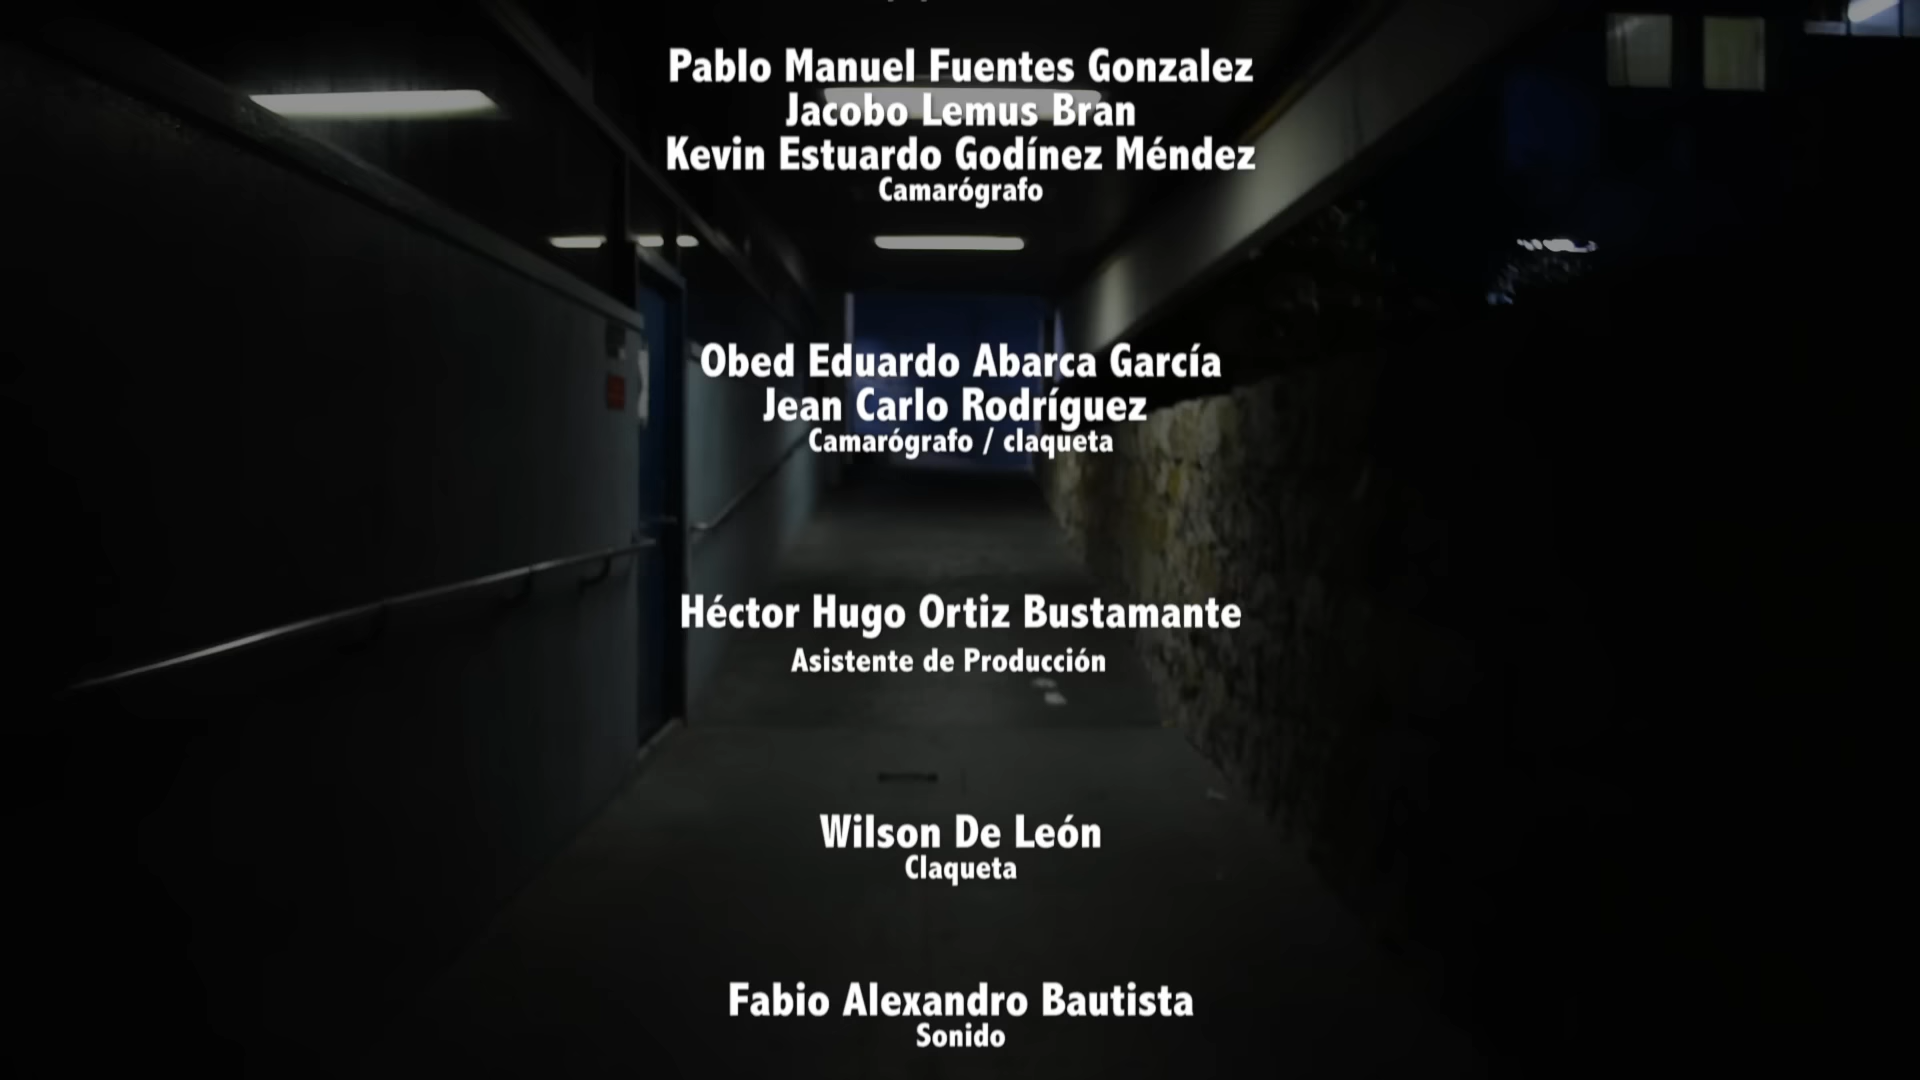 Pablo Manuel Fuentes Gonzalez
Jacobo Lemus Bran
Kevin Estuardo Godínez Méndez
Camarógrafo
Obed Eduardo Abarca García
Jean Carlo Rodríguez
Camarógrafo / claqueta
Héctor Hugo Ortiz Bustamante
Asistente de Producción
Wilson De León
Claqueta
Fabio Alexandro Bautista
Sonido